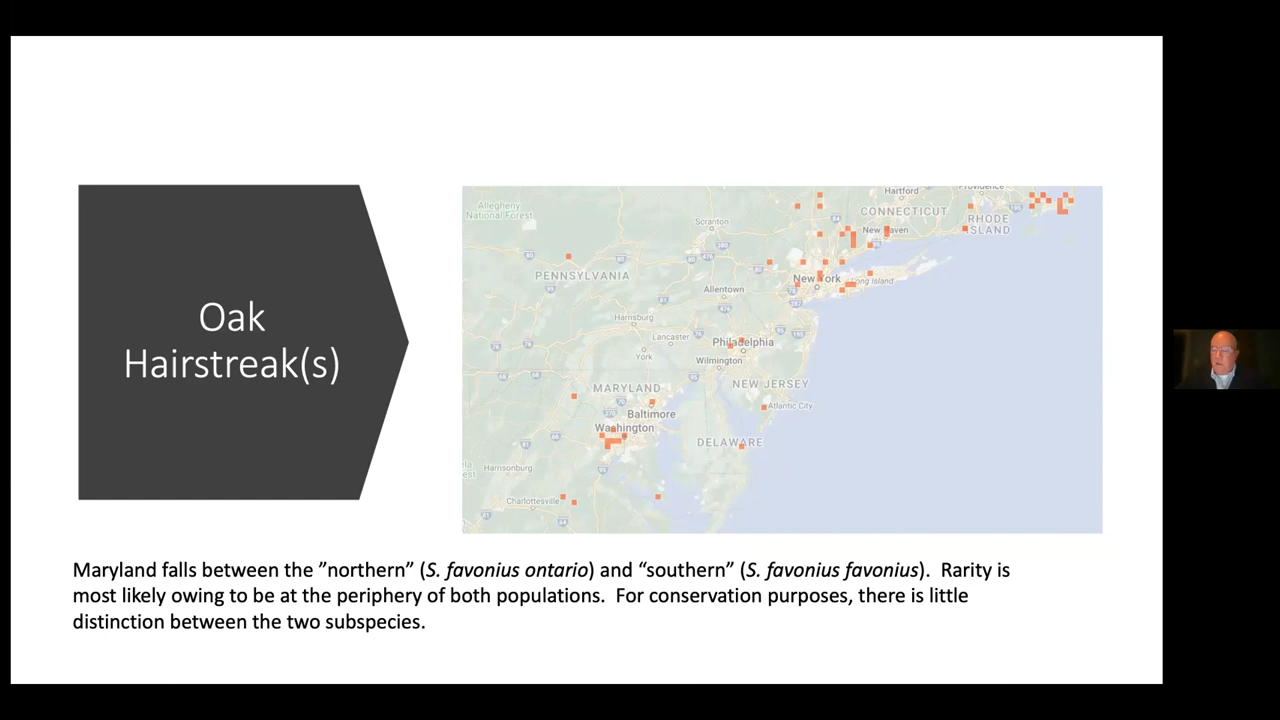 Oak
Hairstreak(s)
Allegheny
National Forest
Scranton
Hartford
Providence
CONNECTICUT
RHODE
ISLAND
New Haven
PENNSYLVANIA
New York
Long Island
Allentown
Harrisburg
Lancaster
Philadelphia
York
Wilmington
MARYLAND
NEW JERSEY
Baltimore
Atlantic City
Washington
DELAWARE
Harrisonburg
Charlottesville
Maryland falls between the ”northern” (S. favonius ontario) and “southern” (S. favonius favonius).  Rarity is
most likely owing to be at the periphery of both populations.  For conservation purposes, there is little
distinction between the two subspecies.